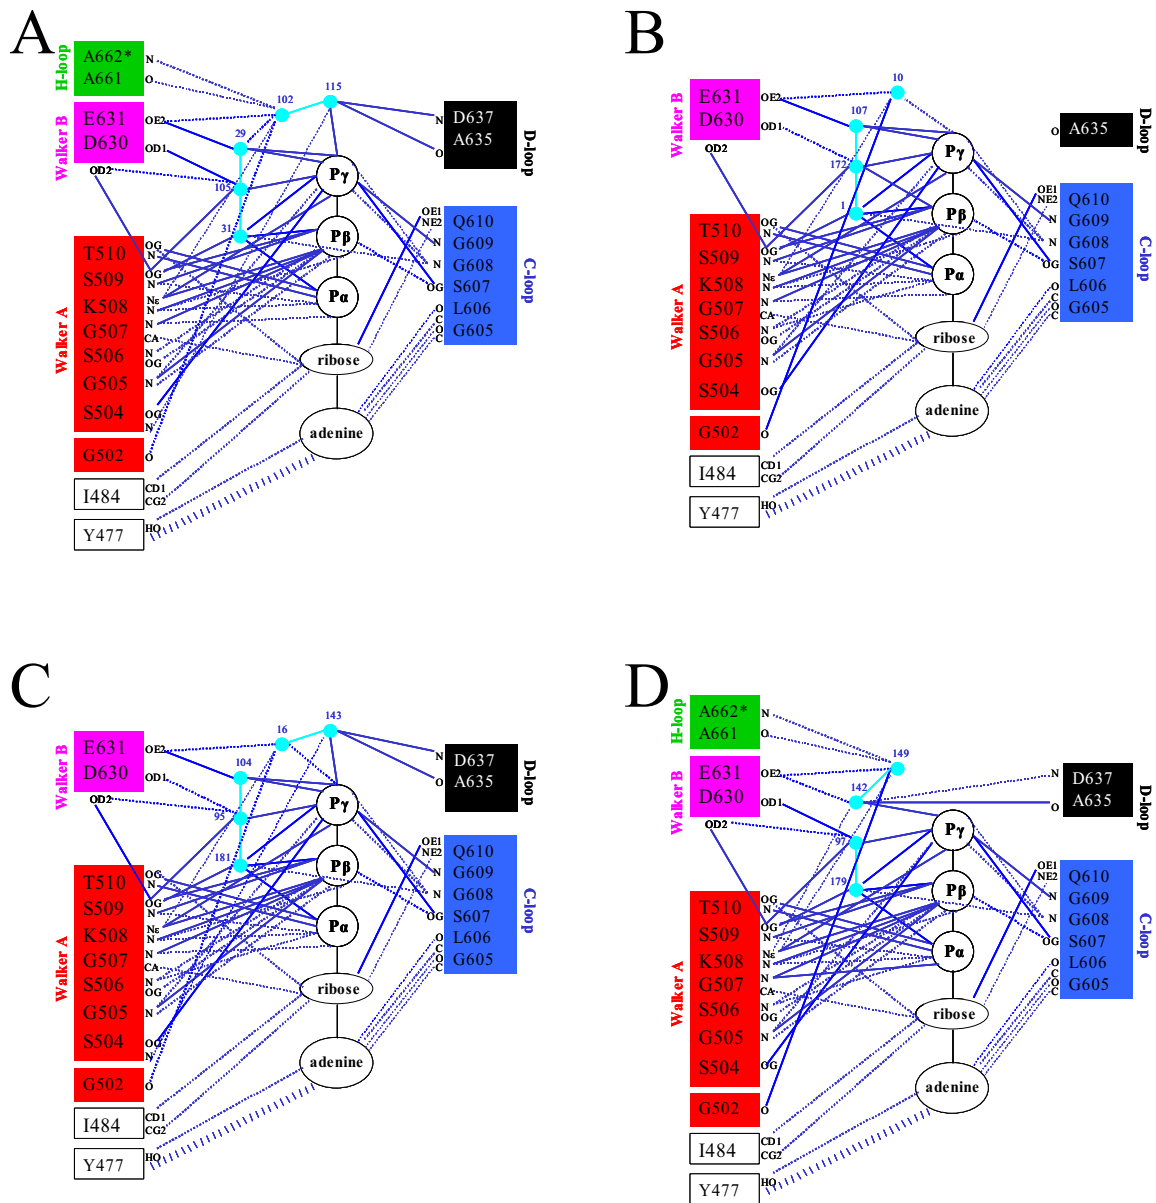 A
H-loop
A662*
A661
N
O
102
115
Walker B
E631
D630
OE2
OD1
OD2
29
105
31
N
O
D637
A635
D-loop
Pγ
Pβ
Pα
ribose
adenine
Walker A
T510
S509
K508
G507
S506
G505
S504
G502
OG
N
OG
N
Nε
N
N
CA
N
OG
N
OG
N
O
I484
CD1
CG2
Y477
HO
OE1
NE2
N
N
OG
O
C
O
C
Q610
G609
G608
S607
L606
G605
C-loop
B
Walker B
E631
D630
OE2
OD1
OD2
10
107
172
1
O
A635
D-loop
Pγ
Pβ
Pα
ribose
adenine
Walker A
T510
S509
K508
G507
S506
G505
S504
G502
OG
N
OG
N
Nε
N
N
CA
N
OG
N
OG
O
I484
CD1
CG2
Y477
HO
OE1
NE2
N
N
OG
O
C
O
C
Q610
G609
G608
S607
L606
G605
C-loop
C
Walker B
E631
D630
OE2
OD1
OD2
16
143
104
95
181
N
O
D637
A635
D-loop
Pγ
Pβ
Pα
ribose
adenine
Walker A
T510
S509
K508
G507
S506
G505
S504
G502
OG
N
OG
N
Nε
N
N
CA
N
OG
N
OG
N
O
I484
CD1
CG2
Y477
HO
OE1
NE2
N
N
OG
O
C
O
C
Q610
G609
G608
S607
L606
G605
C-loop
D
H-loop
A662*
A661
N
O
149
Walker B
E631
D630
OE2
OD1
OD2
142
97
179
N
O
D637
A635
D-loop
Pγ
Pβ
Pα
ribose
adenine
Walker A
T510
S509
K508
G507
S506
G505
S504
G502
OG
N
OG
N
Nε
N
N
CA
N
OG
N
OG
O
I484
CD1
CG2
Y477
HO
OE1
NE2
N
N
OG
O
C
O
C
Q610
G609
G608
S607
L606
G605
C-loop